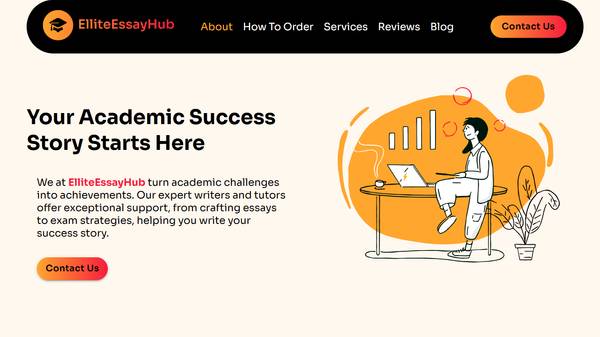 ElliteEssayHub
About How To Order Services Reviews Blog
Contact Us
Your Academic Success
Story Starts Here
We at ElliteEssayHub turn academic challenges
into achievements. Our expert writers and tutors
offer exceptional support, from crafting essays
to exam strategies, helping you write your
success story.
Contact Us